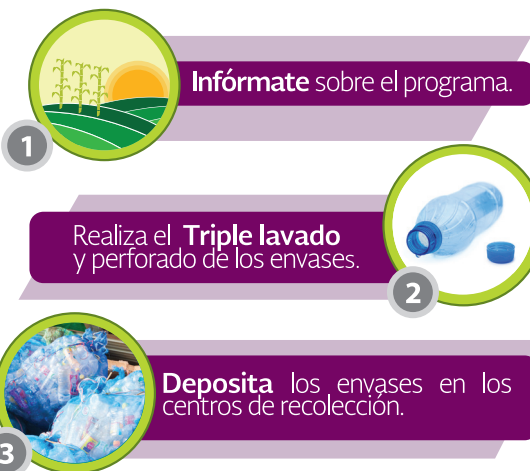 1
Infórmate sobre el programa.
Realiza el Triple lavado
y perforado de los envases.
2
3
Deposita los envases en los
centros de recolección.